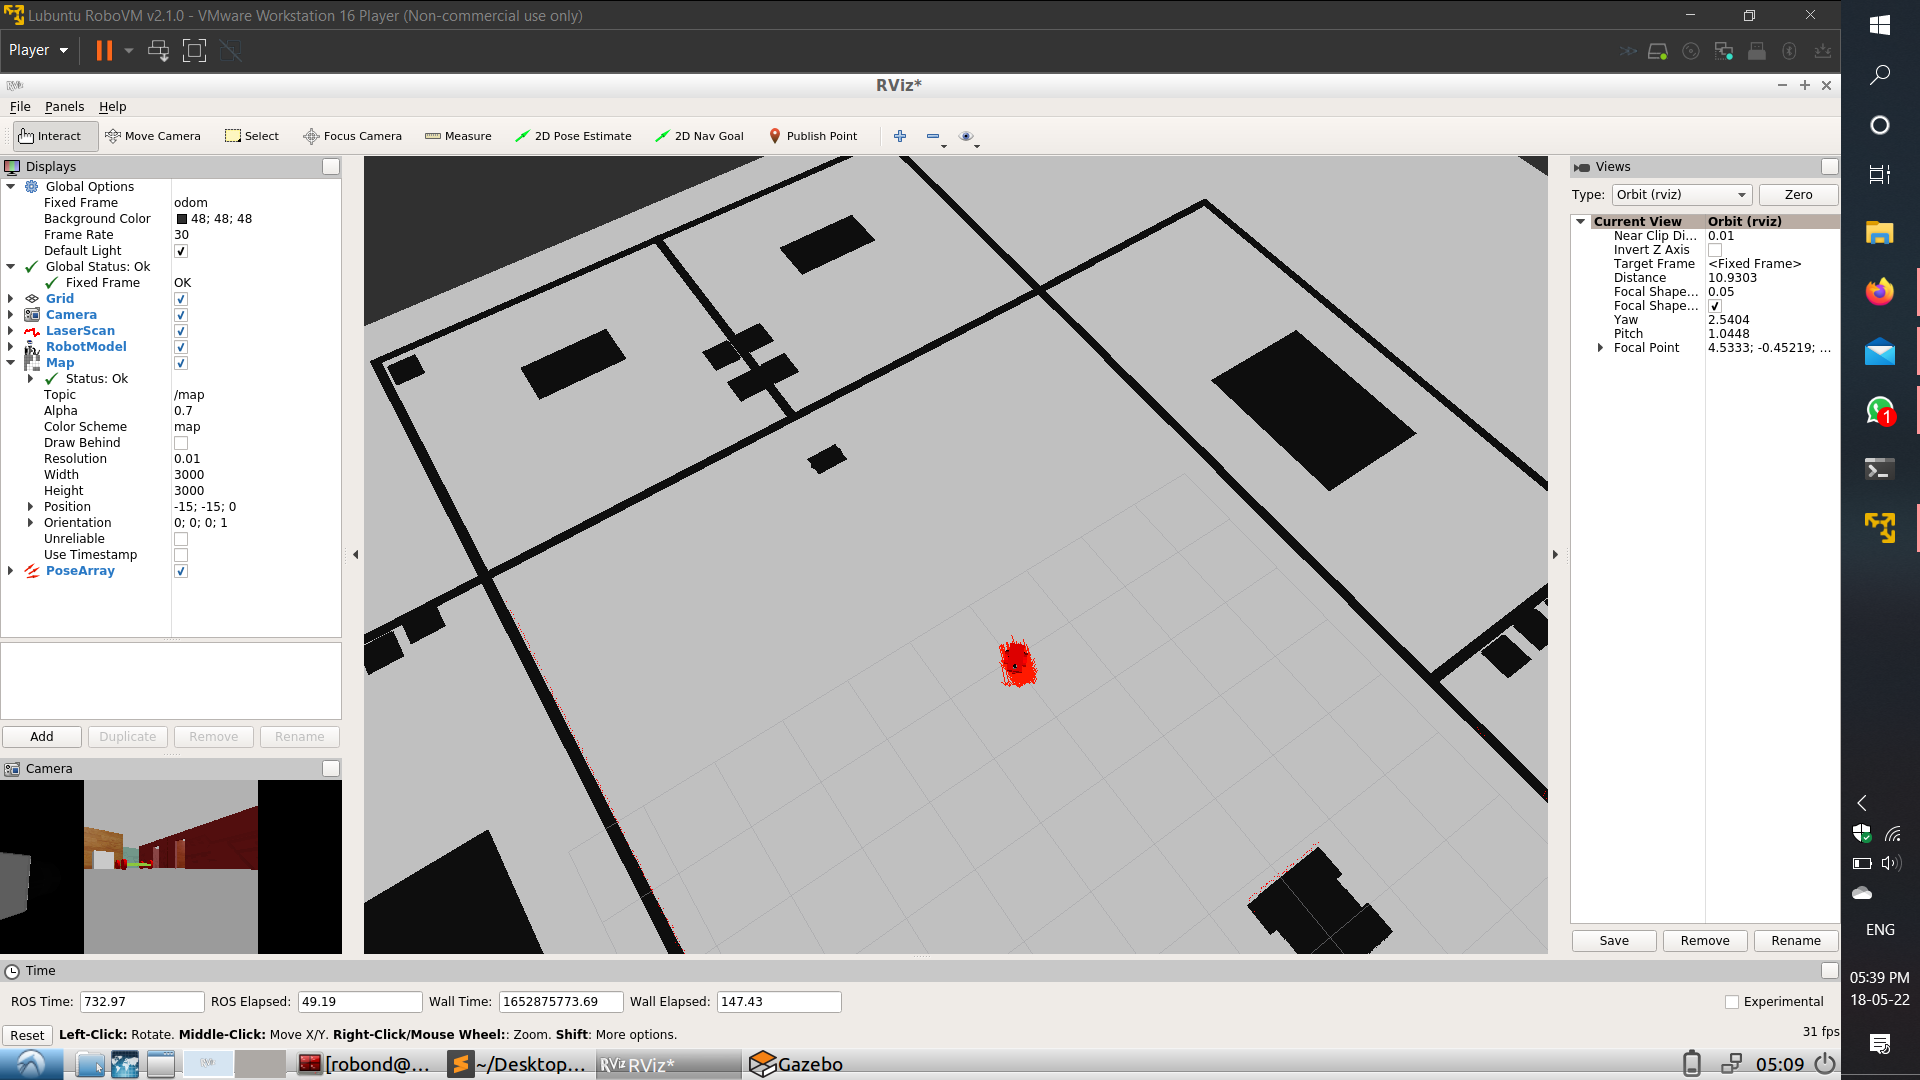 Lubuntu RoboVM v2.1.0 - VMware Workstation 16 Player (Non-commercial use only)
Player
RViz*
File Panels Help
Interact Move Camera Select Focus Camera Measure 2D Pose Estimate 2D Nav Goal Publish Point
Displays
Global Options
Fixed Frame odom
Background Color 48; 48; 48
Frame Rate 30
Default Light
Global Status: Ok
Fixed Frame OK
Grid
Camera
LaserScan
RobotModel
Map
Status: Ok
Topic /map
Alpha 0.7
Color Scheme map
Draw Behind
Resolution 0.01
Width 3000
Height 3000
Position -15; -15; 0
Orientation 0; 0; 0; 1
Unreliable
Use Timestamp
PoseArray
Add Duplicate Remove Rename
Camera
Views
Type: Orbit (rviz) Zero
Current View Orbit (rviz)
Near Clip Di... 0.01
Invert Z Axis
Target Frame <Fixed Frame>
Distance 10.9303
Focal Shape... 0.05
Focal Shape...
Yaw 2.5404
Pitch 1.0448
Focal Point 4.5333; -0.45219; ...
Save Remove Rename
Time
ROS Time: 732.97 ROS Elapsed: 49.19 Wall Time: 1652875773.69 Wall Elapsed: 147.43 Experimental
Reset Left-Click: Rotate. Middle-Click: Move X/Y. Right-Click/Mouse Wheel:: Zoom. Shift: More options. 31 fps
[robond@... ~/Desktop... RViz RViz* Gazebo 05:09
1
ENG
05:39 PM
18-05-22